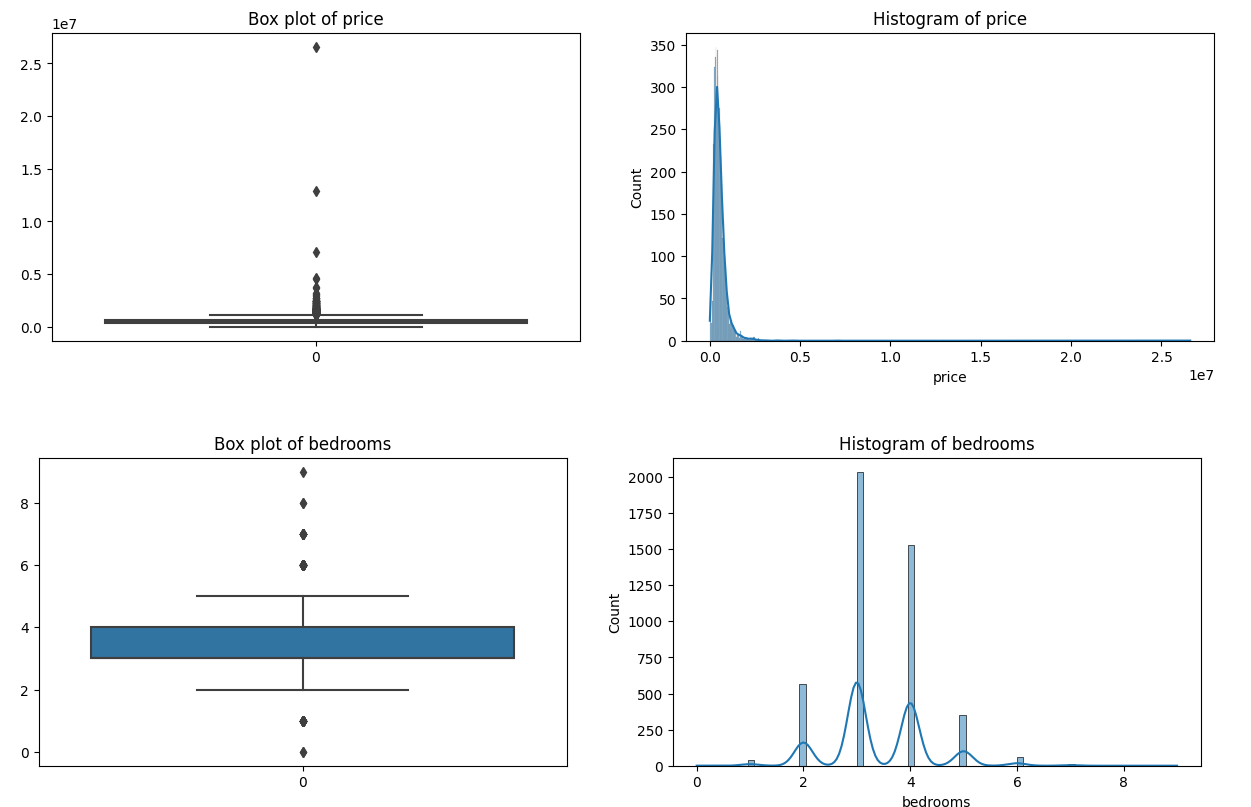 Box plot of price
1e7
2.5
2.0
1.5
1.0
0.5
0.0
0
Histogram of price
350
300
250
200
150
100
50
0
Count
0.0 0.5 1.0 1.5 2.0 2.5
1e7
price
Box plot of bedrooms
8
6
4
2
0
0
Histogram of bedrooms
2000
1750
1500
1250
1000
750
500
250
0
Count
0 2 4 6 8
bedrooms